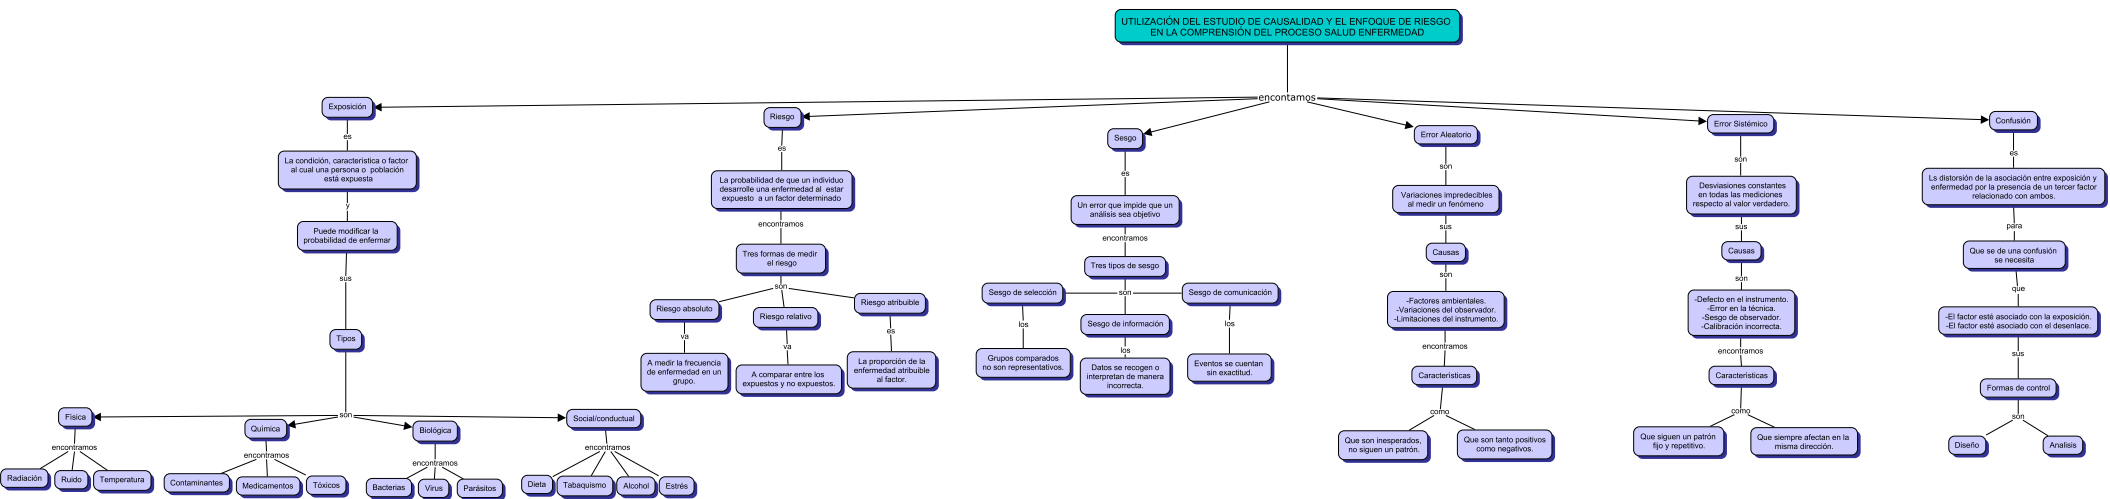 UTILIZACIÓN DEL ESTUDIO DE CAUSALIDAD Y EL ENFOQUE DE RIESGO
EN LA COMPRENSIÓN DEL PROCESO SALUD ENFERMEDAD
encontamos
Exposición
es
La condición, característica o factor
al cual una persona o población
está expuesta
y
Puede modificar la
probabilidad de enfermar
sus
Tipos
son
Física
encontramos
Radiación
Ruido
Temperatura
Química
encontramos
Contaminantes
Medicamentos
Tóxicos
Biológica
encontramos
Bacterias
Vírus
Parásitos
Social/conductual
encontramos
Dieta
Tabaquismo
Alcohol
Estrés
Riesgo
es
La probabilidad de que un individuo
desarrolle una enfermedad al estar
expuesto a un factor determinado
encontramos
Tres formas de medir
el riesgo
son
Riesgo absoluto
va
A medir la frecuencia
de enfermedad en un
grupo.
Riesgo relativo
va
A comparar entre los
expuestos y no expuestos.
Riesgo atribuible
es
La proporción de la
enfermedad atribuible
al factor.
Sesgo
es
Un error que impide que un
análisis sea objetivo
encontramos
Tres tipos de sesgo
son
Sesgo de selección
los
Grupos comparados
no son representativos.
Sesgo de información
los
Datos se recogen o
interpretan de manera
incorrecta.
Sesgo de comunicación
los
Eventos se cuentan
sin exactitud.
Error Aleatorio
son
Variaciones impredecibles
al medir un fenómeno
sus
Causas
son
-Factores ambientales.
-Variaciones del observador.
-Limitaciones del instrumento.
encontramos
Características
como
Que son inesperados,
no siguen un patrón.
Que son tanto positivos
como negativos.
Error Sistémico
son
Desviasiones constantes
en todas las mediciones
respecto al valor verdadero.
sus
Causas
son
-Defecto en el instrumento.
-Error en la técnica.
-Sesgo de observador.
-Calibración incorrecta.
encontramos
Características
como
Que siguen un patrón
fijo y repetitivo.
Que siempre afectan en la
misma dirección.
Confusión
es
Ls distorsión de la asociación entre exposición y
enfermedad por la presencia de un tercer factor
relacionado con ambos.
para
Que se de una confusión
se necesita
que
-El factor esté asociado con la exposición.
-El factor esté asociado con el desenlace.
sus
Formas de control
son
Diseño
Analisis